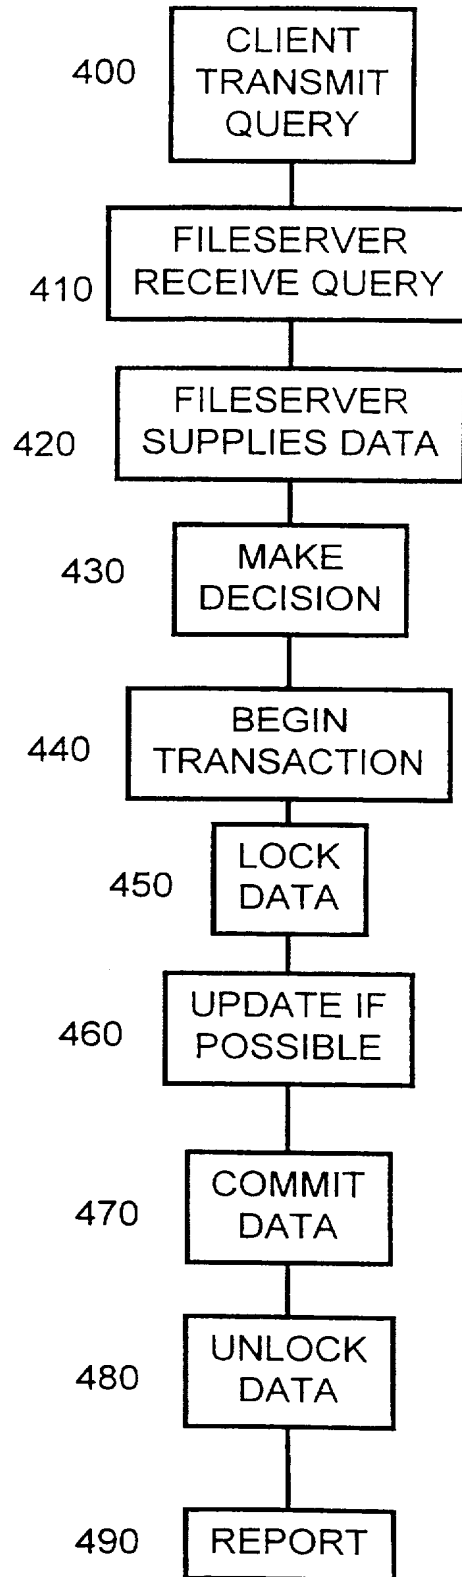 400
CLIENT
TRANSMIT
QUERY
410
FILESERVER
RECEIVE QUERY
420
FILESERVER
SUPPLIES DATA
430
MAKE
DECISION
440
BEGIN
TRANSACTION
450
LOCK
DATA
460
UPDATE IF
POSSIBLE
470
COMMIT
DATA
480
UNLOCK
DATA
490
REPORT